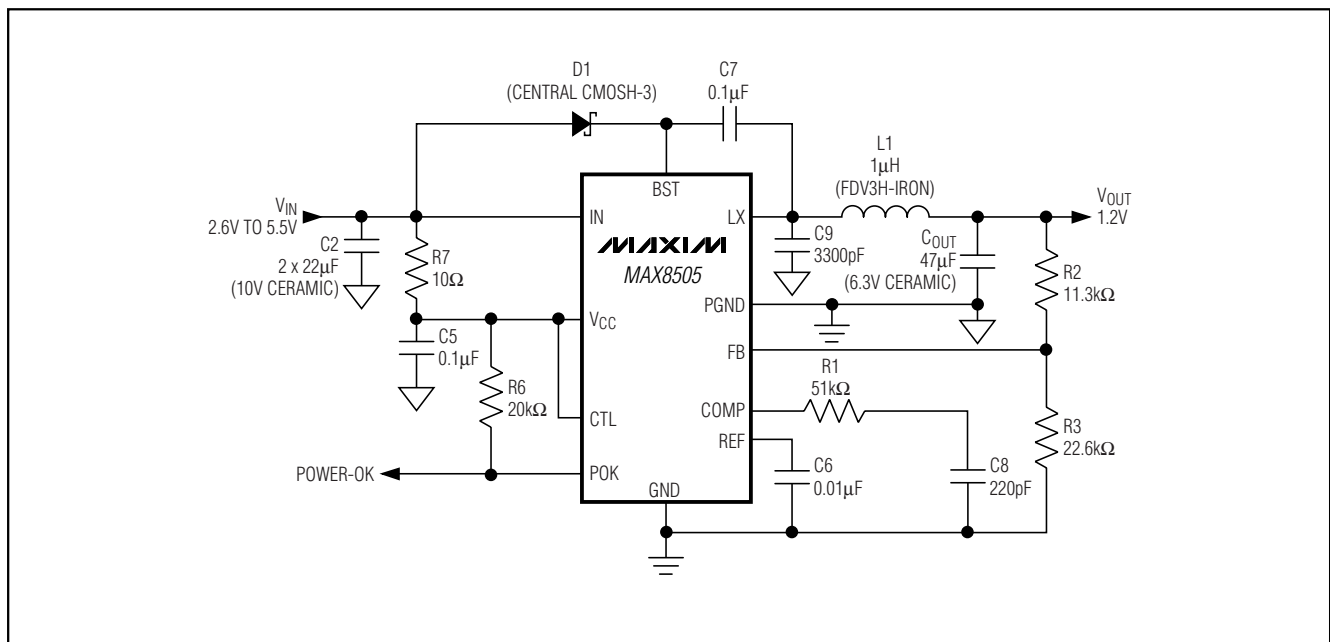 D1
(CENTRAL CMOSH-3)
C7
0.1µF
L1
1µH
(FDV3H-IRON)
BST
VIN
2.6V TO 5.5V
IN
LX
VOUT
1.2V
C2
2 x 22µF
(10V CERAMIC)
R7
10Ω
MAXIM
MAX8505
C9
3300pF
COUT
47µF
(6.3V CERAMIC)
R2
11.3kΩ
PGND
VCC
C5
0.1µF
FB
R6
20kΩ
R1
51kΩ
CTL
COMP
REF
R3
22.6kΩ
POWER-OK
POK
C6
0.01µF
C8
220pF
GND